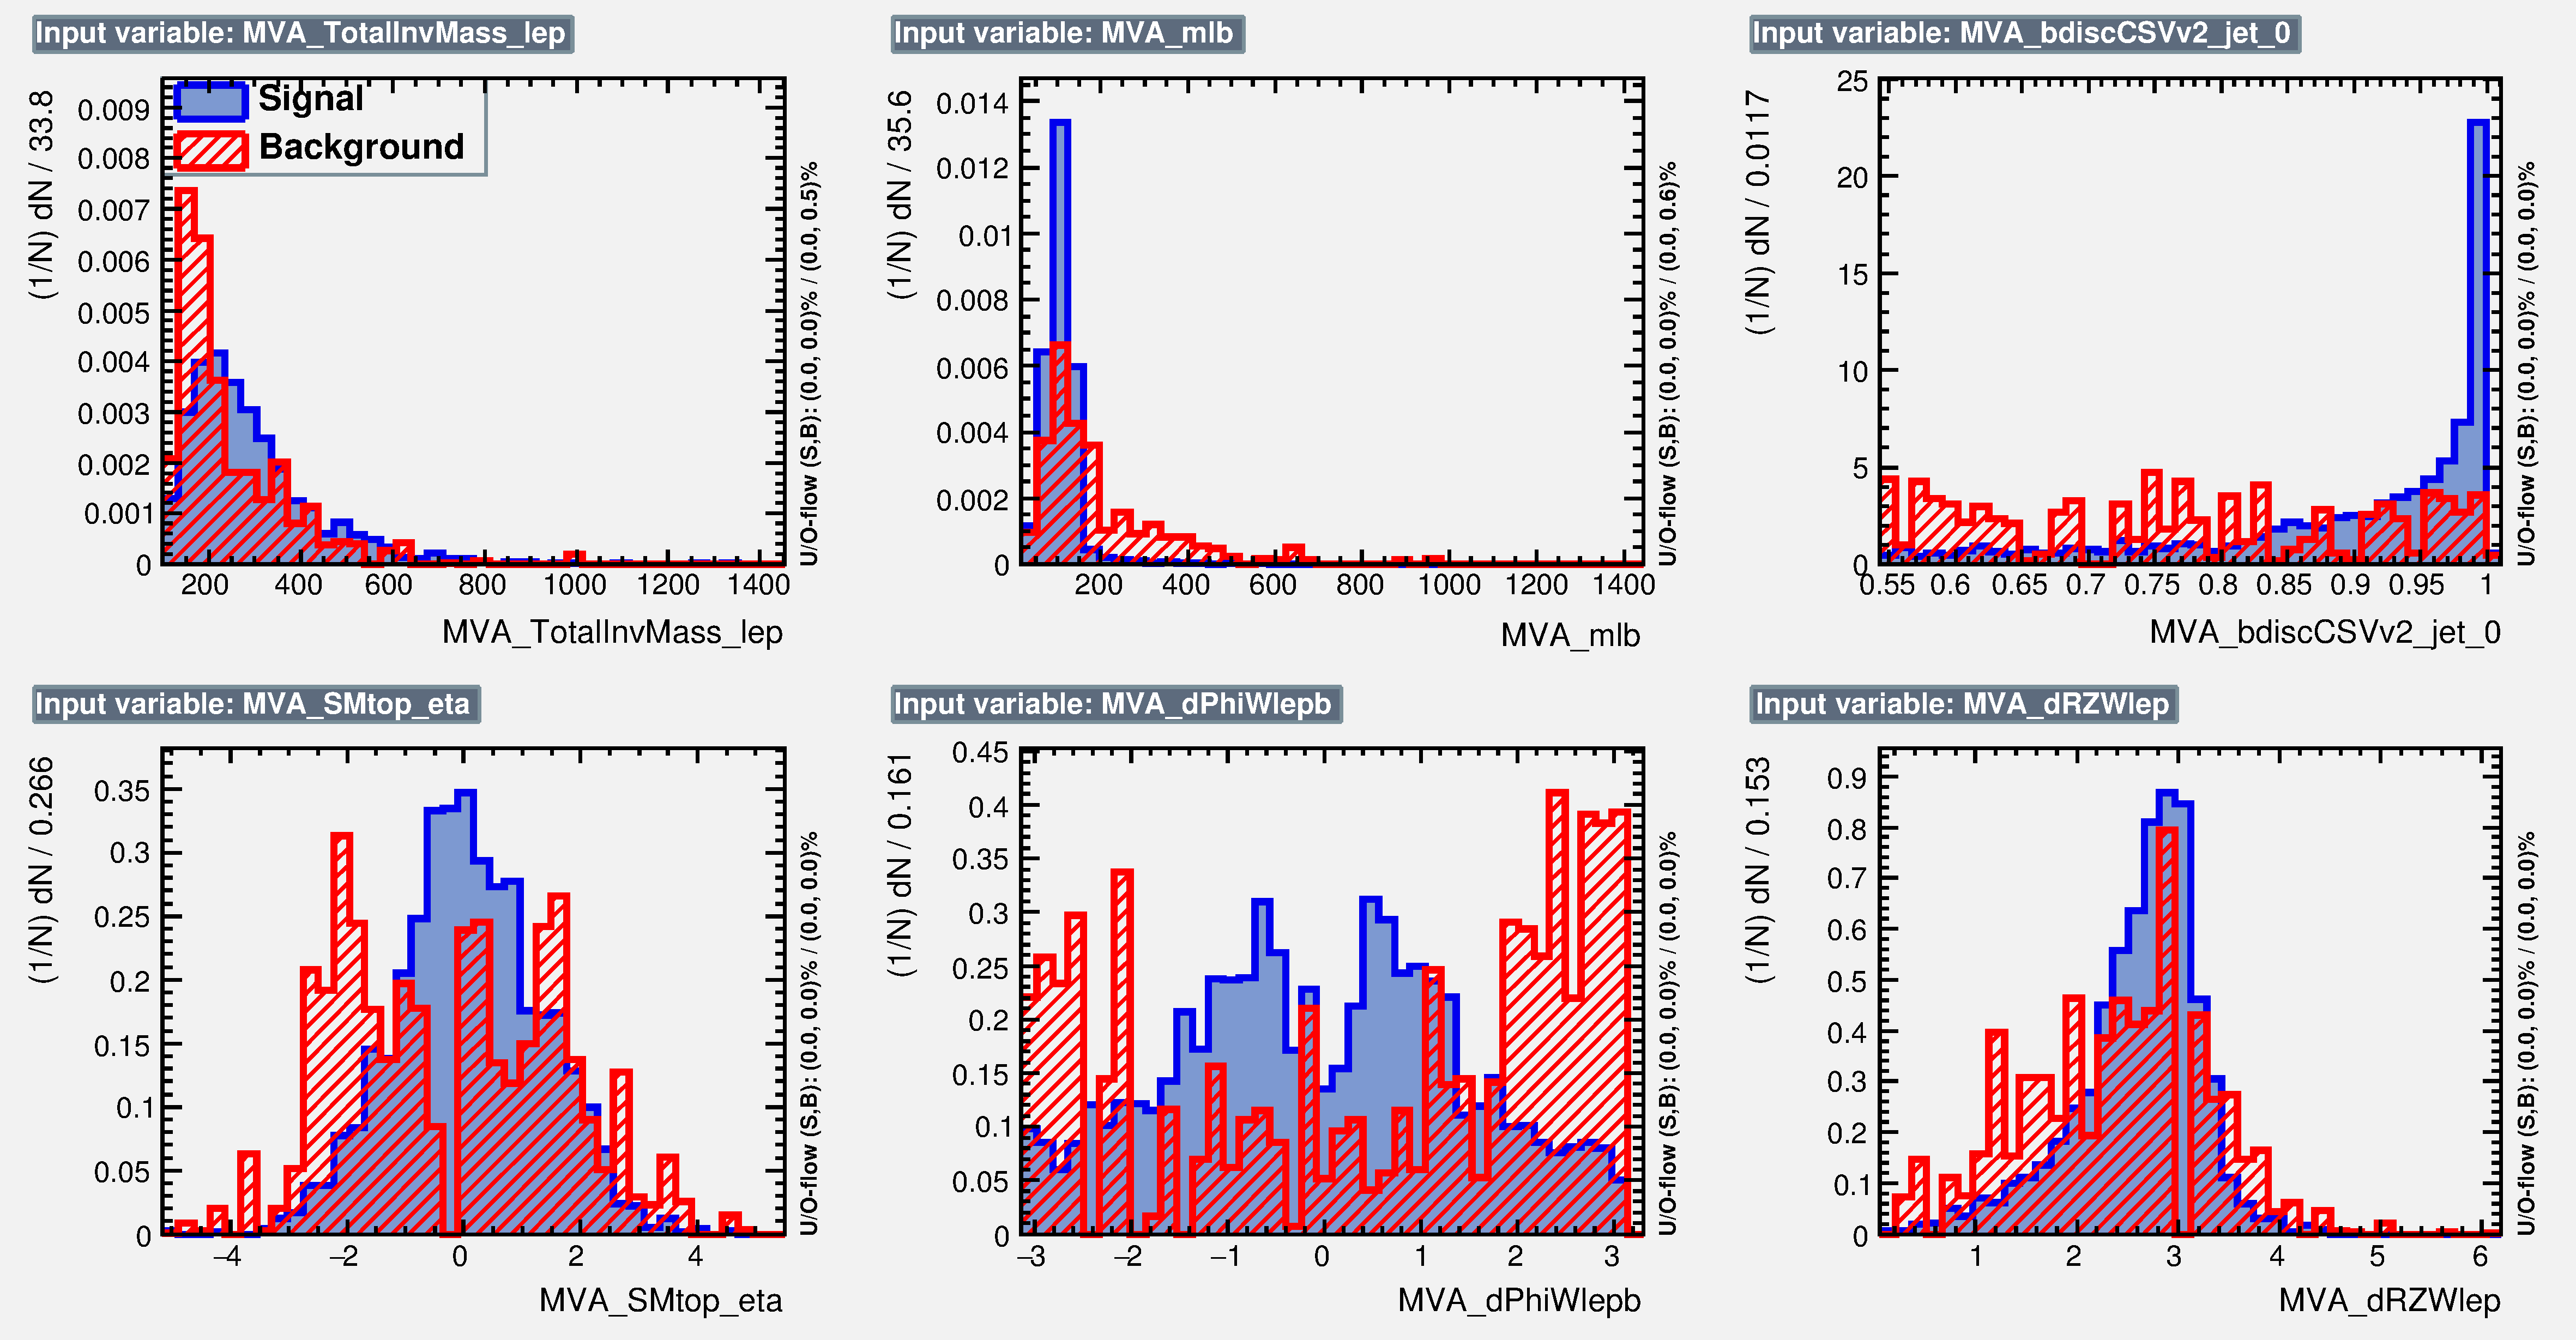 Input variable: MVA_TotalInvMass_lep
(1/N) dN / 33.8
0.009
0.008
0.007
0.006
0.005
0.004
0.003
0.002
0.001
0
Signal
Background
200 400 600 800 1000 1200 1400
MVA_TotalInvMass_lep
U/O-flow (S,B): (0.0, 0.0)% / (0.0, 0.5)%
Input variable: MVA_mlb
(1/N) dN / 35.6
0.014
0.012
0.01
0.008
0.006
0.004
0.002
0
200 400 600 800 1000 1200 1400
MVA_mlb
U/O-flow (S,B): (0.0, 0.0)% / (0.0, 0.6)%
Input variable: MVA_bdiscCSVv2_jet_0
(1/N) dN / 0.0117
25
20
15
10
5
0
0.55 0.6 0.65 0.7 0.75 0.8 0.85 0.9 0.95 1
MVA_bdiscCSVv2_jet_0
U/O-flow (S,B): (0.0, 0.0)% / (0.0, 0.0)%
Input variable: MVA_SMtop_eta
(1/N) dN / 0.266
0.35
0.3
0.25
0.2
0.15
0.1
0.05
0
−4 −2 0 2 4
MVA_SMtop_eta
U/O-flow (S,B): (0.0, 0.0)% / (0.0, 0.0)%
Input variable: MVA_dPhiWlepb
(1/N) dN / 0.161
0.45
0.4
0.35
0.3
0.25
0.2
0.15
0.1
0.05
0
−3 −2 −1 0 1 2 3
MVA_dPhiWlepb
U/O-flow (S,B): (0.0, 0.0)% / (0.0, 0.0)%
Input variable: MVA_dRZWlep
(1/N) dN / 0.153
0.9
0.8
0.7
0.6
0.5
0.4
0.3
0.2
0.1
0
1 2 3 4 5 6
MVA_dRZWlep
U/O-flow (S,B): (0.0, 0.0)% / (0.0, 0.0)%